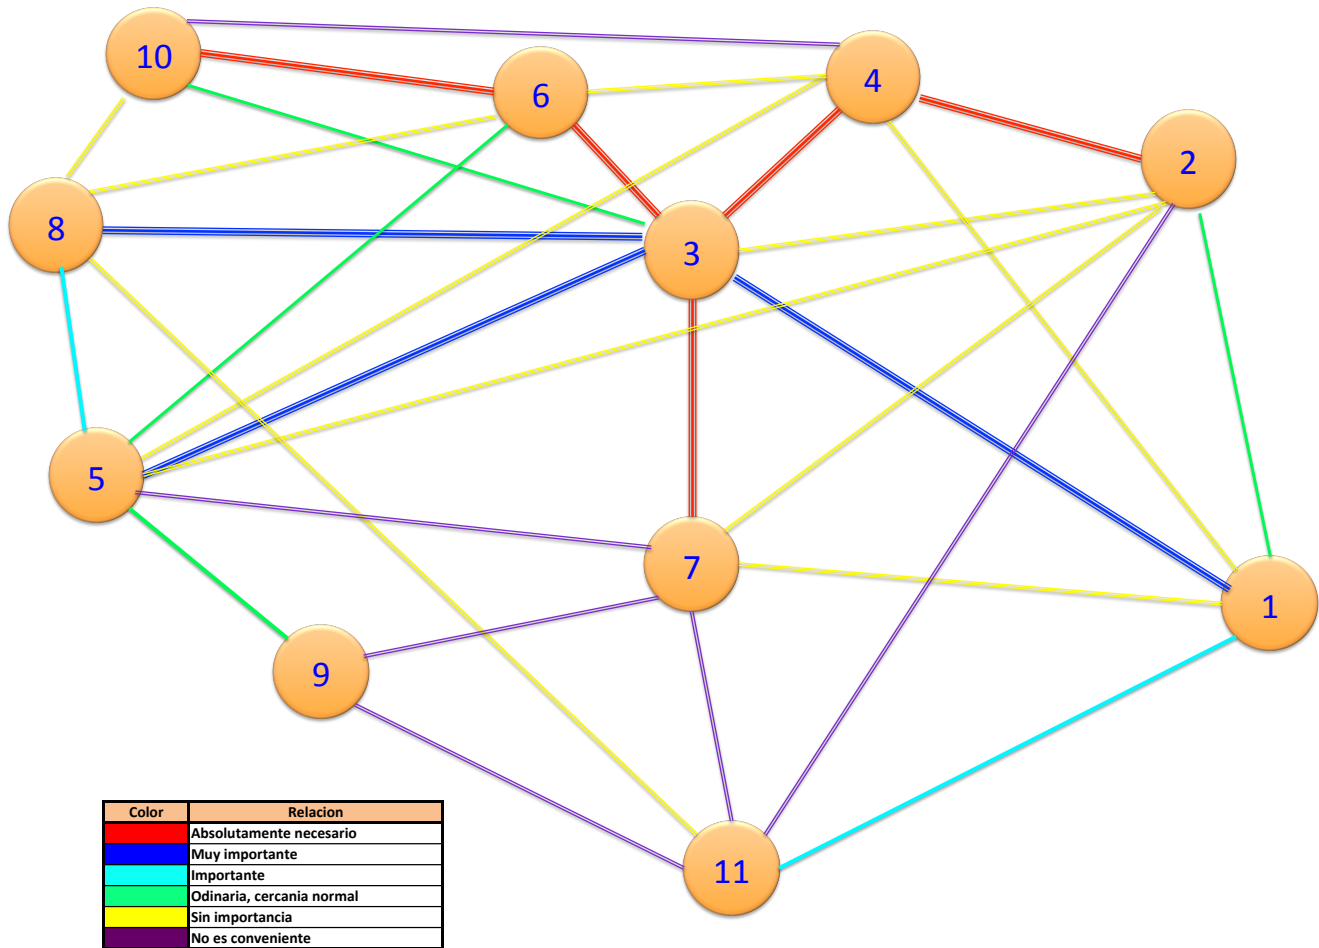 10
6
4
2
8
3
5
7
1
9
11
Color Relacion
Absolutamente necesario
Muy importante
Importante
Odinaria, cercania normal
Sin importancia
No es conveniente